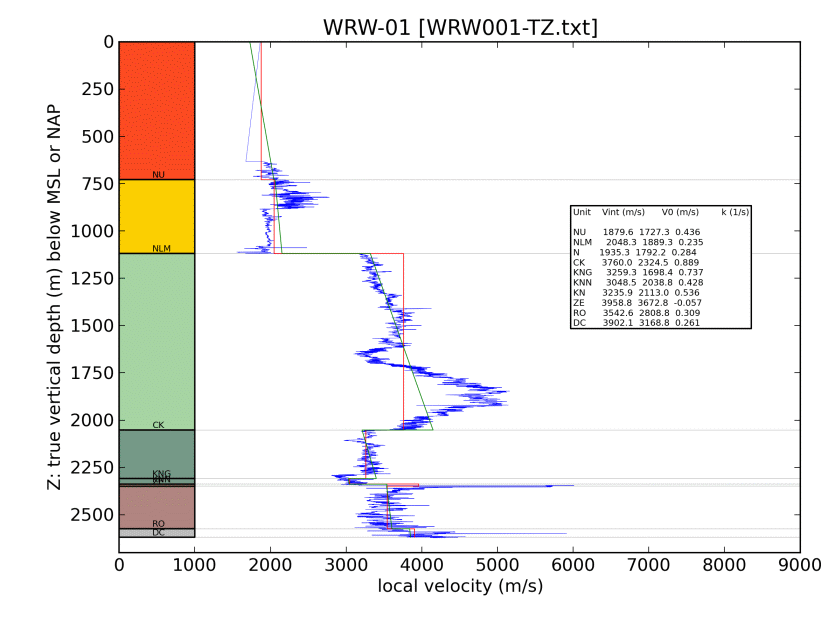 WRW-01 [WRW001-TZ.txt]
Z: true vertical depth (m) below MSL or NAP
0
250
500
750
1000
1250
1500
1750
2000
2250
2500
NU
NLM
CK
KNG
KNN
RO
DC
Unit Vint (m/s) V0 (m/s) k (1/s)
NU 1879.6 1727.3 0.436
NLM 2048.3 1889.3 0.235
N 1935.3 1792.2 0.284
CK 3760.0 2324.5 0.889
KNG 3259.3 1698.4 0.737
KNN 3048.5 2038.8 0.428
KN 3235.9 2113.0 0.536
ZE 3958.8 3672.8 -0.057
RO 3542.6 2808.8 0.309
DC 3902.1 3168.8 0.261
0 1000 2000 3000 4000 5000 6000 7000 8000 9000
local velocity (m/s)